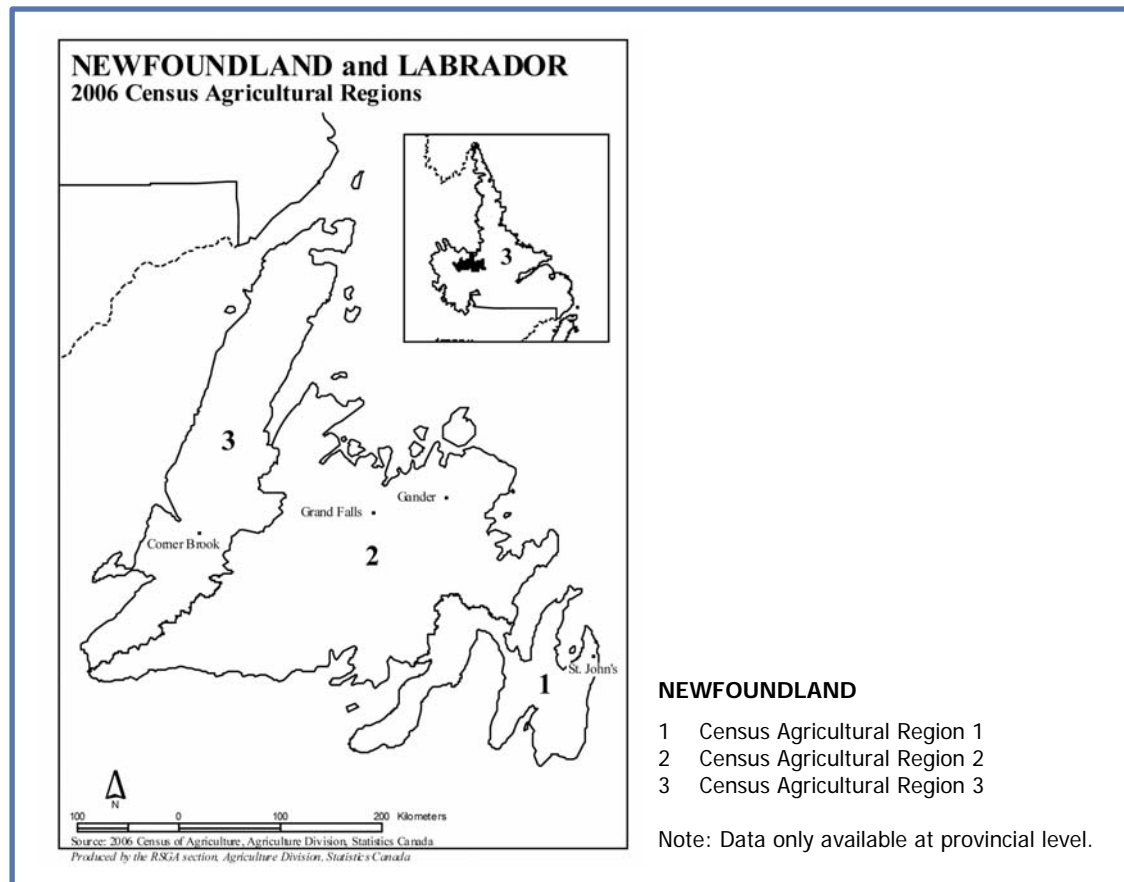 NEWFOUNDLAND and LABRADOR
2006 Census Agricultural Regions
3
3
Gander
Grand Falls
Corner Brook
2
St. John's
1
N
100 0 100 200 Kilometers
Source: 2006 Census of Agriculture, Agriculture Division, Statistics Canada
Produced by the RSGA section, Agriculture Division, Statistics Canada
NEWFOUNDLAND
1 Census Agricultural Region 1
2 Census Agricultural Region 2
3 Census Agricultural Region 3
Note: Data only available at provincial level.